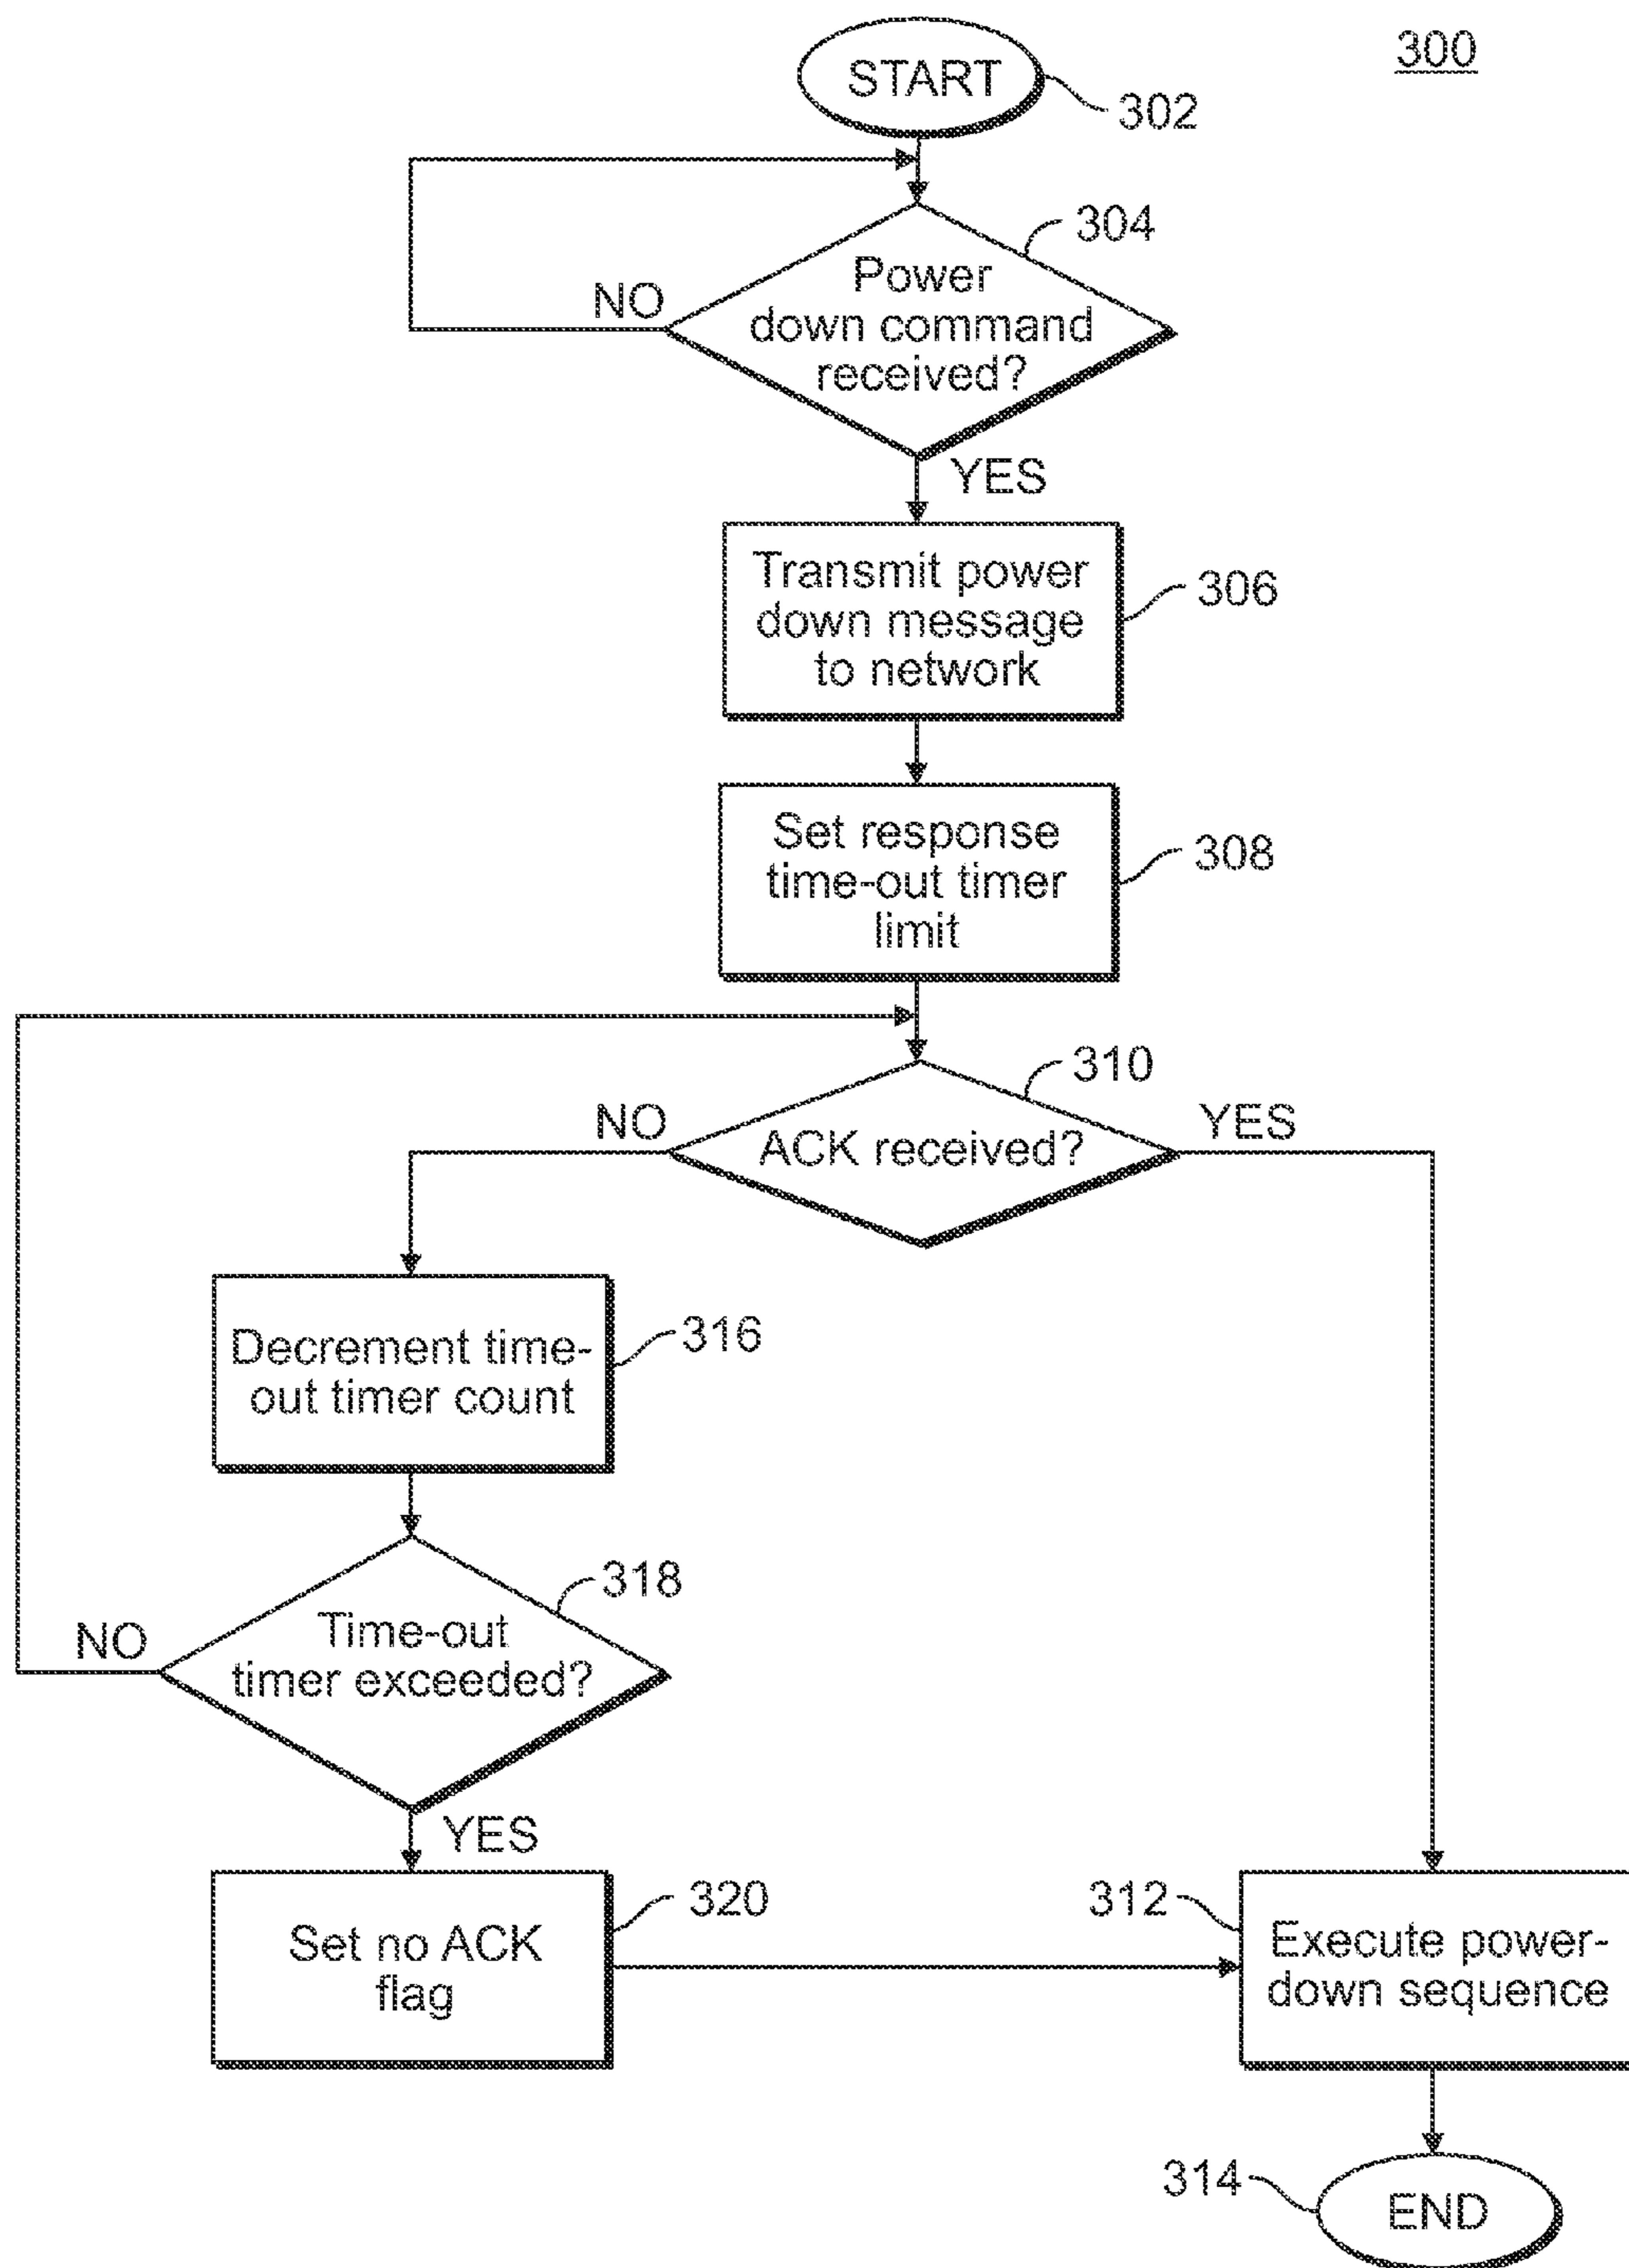 300
START
302
304
Power
down command
received?
NO
YES
Transmit power
down message
to network
306
Set response
time-out timer
limit
308
310
NO
YES
ACK received?
Decrement time-
out timer count
316
318
NO
Time-out
timer exceeded?
YES
320
312
Set no ACK
flag
Execute power-
down sequence
314
END